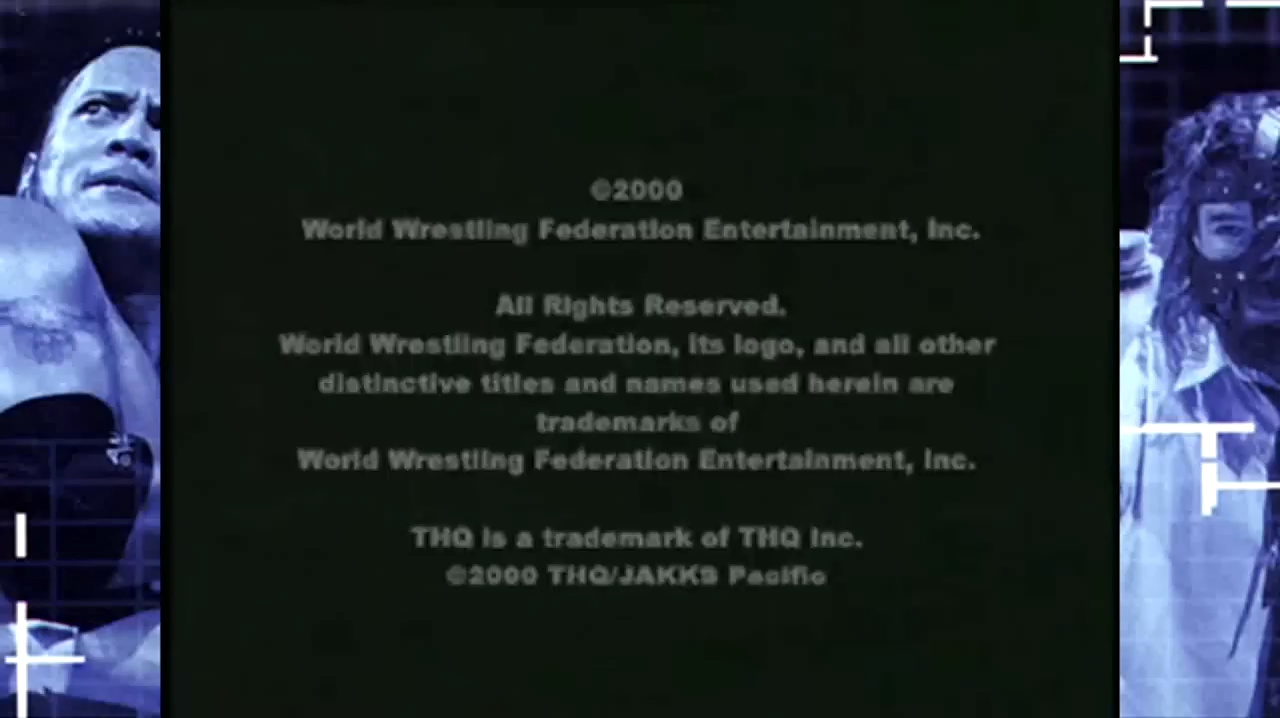 ©2000
World Wrestling Federation Entertainment, Inc.
All Rights Reserved.
World Wrestling Federation, its logo, and all other
distinctive titles and names used herein are
trademarks of
World Wrestling Federation Entertainment, Inc.
THQ is a trademark of THQ Inc.
©2000 THQ/JAKKS Pacific